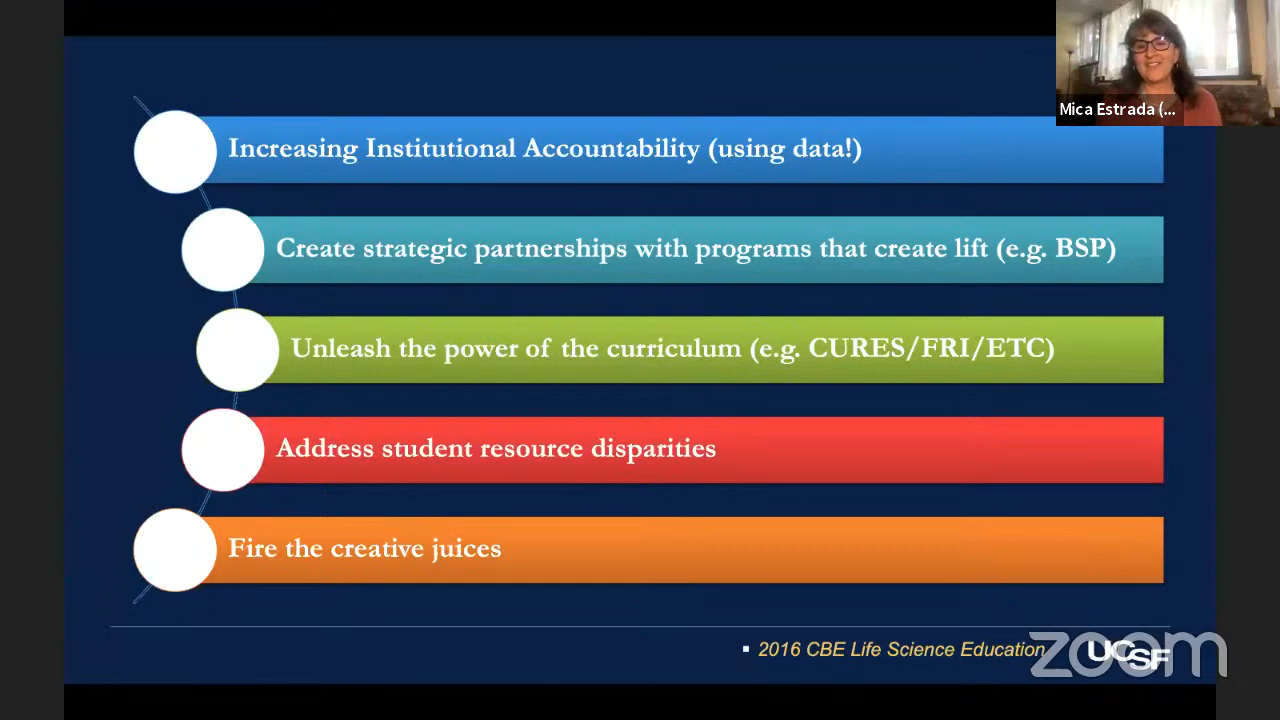 Mica Estrada (...
Increasing Institutional Accountability (using data!)
Create strategic partnerships with programs that create lift (e.g. BSP)
Unleash the power of the curriculum (e.g. CURES/FRI/ETC)
Address student resource disparities
Fire the creative juices
▪ 2016 CBE Life Science Education
UCSF
zoom